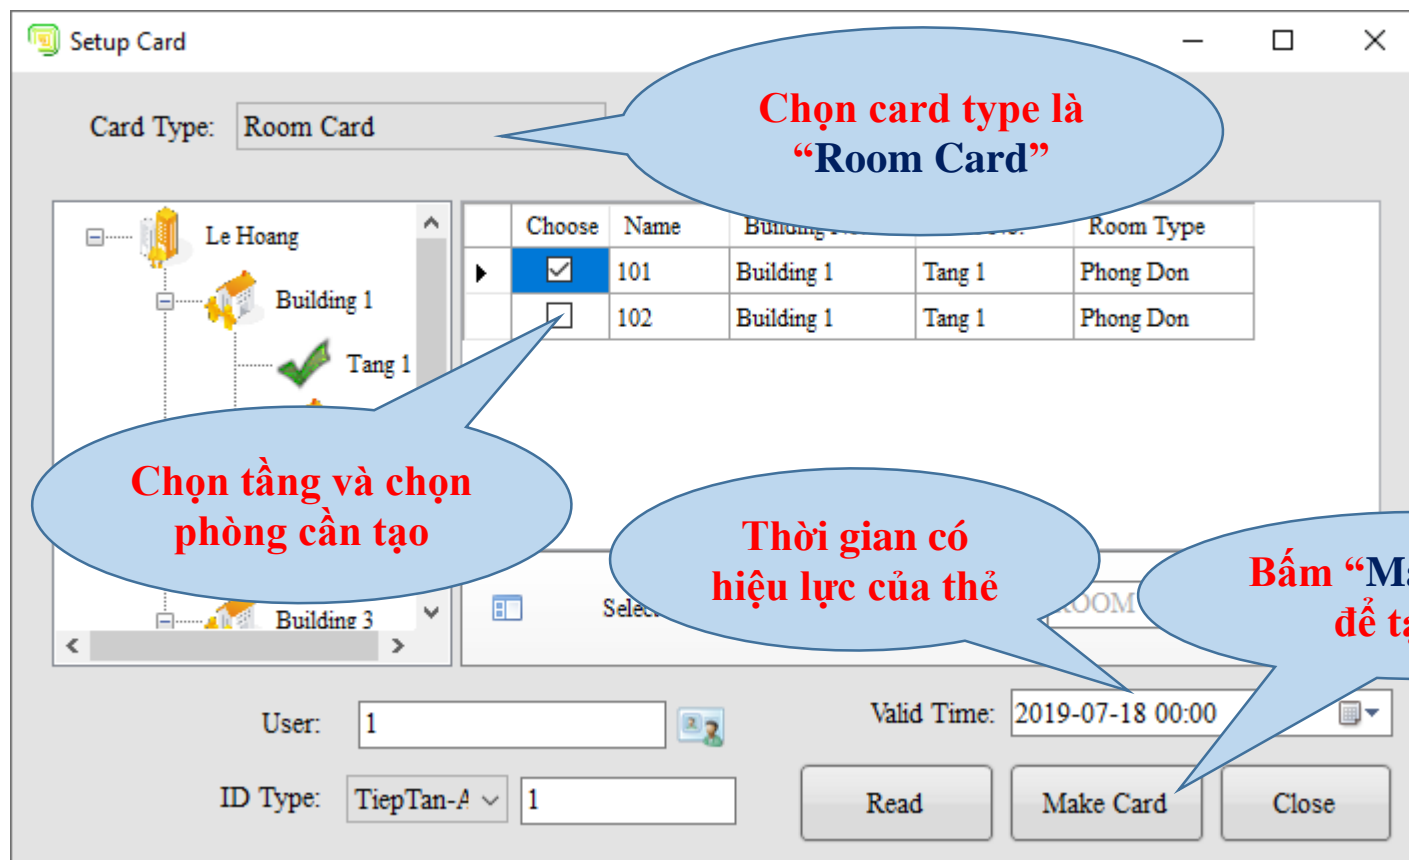 Setup Card
Chọn card type là
“Room Card”
Card Type: Room Card
Le Hoang
Building 1
Tang 1
Building 3
Choose Name Room Type
101 Building 1 Tang 1 Phong Don
102 Building 1 Tang 1 Phong Don
Chọn tầng và chọn
phòng cần tạo
Thời gian có
hiệu lực của thẻ
Bấm
để
User: 1
Valid Time: 2019-07-18 00:00
ID Type: TiepTan-A 1
Read Make Card Close